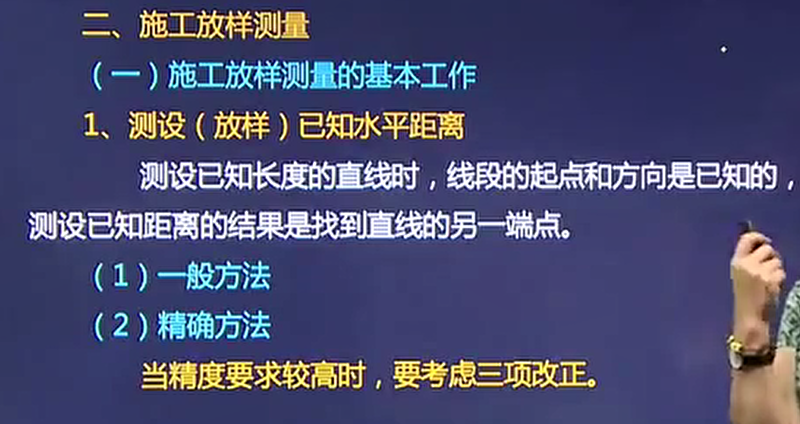 二、施工放样测量
（一）施工放样测量的基本工作
1、测设（放样）已知水平距离
测设已知长度的直线时，线段的起点和方向是已知的，
测设已知距离的结果是找到直线的另一端点。
（1）一般方法
（2）精确方法
当精度要求较高时，要考虑三项改正。